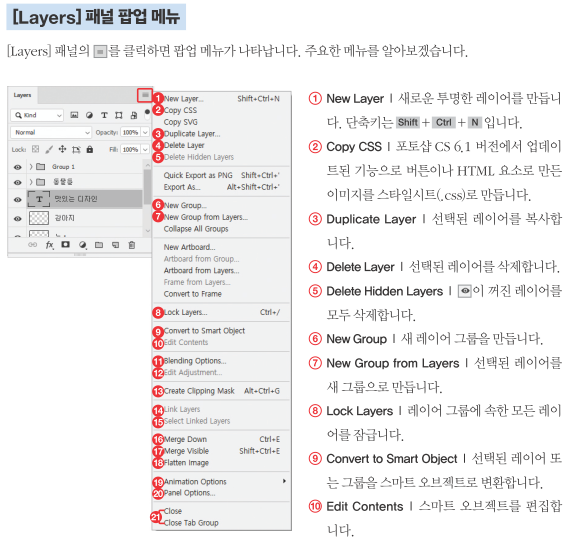 [Layers] 패널 팝업 메뉴
[Layers] 패널의 ≡를 클릭하면 팝업 메뉴가 나타납니다. 주요한 메뉴를 알아보겠습니다.
Layers
Kind
Normal
Opacity: 100%
Lock:
Fill: 100%
Group 1
동물들
T 맛있는 디자인
강아지
fx
① New Layer... Shift+Ctrl+N
② Copy CSS
Copy SVG
③ Duplicate Layer...
④ Delete Layer
⑤ Delete Hidden Layers
Quick Export as PNG Shift+Ctrl+'
Export As... Alt+Shift+Ctrl+'
⑥ New Group...
⑦ New Group from Layers...
Collapse All Groups
New Artboard...
Artboard from Group...
Artboard from Layers...
Frame from Layers...
Convert to Frame
⑧ Lock Layers... Ctrl+/
⑨ Convert to Smart Object
⑩ Edit Contents
⑪ Blending Options...
⑫ Edit Adjustment...
⑬ Create Clipping Mask Alt+Ctrl+G
⑭ Link Layers
⑮ Select Linked Layers
⑯ Merge Down Ctrl+E
⑰ Merge Visible Shift+Ctrl+E
⑱ Flatten Image
⑲ Animation Options
⑳ Panel Options...
㉑ Close
Close Tab Group
① New Layer | 새로운 투명한 레이어를 만듭니
다. 단축키는 Shift + Ctrl + N 입니다.
② Copy CSS | 포토샵 CS 6.1 버전에서 업데이
트된 기능으로 버튼이나 HTML 요소로 만든
이미지를 스타일시트(.css)로 만듭니다.
③ Duplicate Layer | 선택된 레이어를 복사합
니다.
④ Delete Layer | 선택된 레이어를 삭제합니다.
⑤ Delete Hidden Layers | 이 꺼진 레이어를
모두 삭제합니다.
⑥ New Group | 새 레이어 그룹을 만듭니다.
⑦ New Group from Layers | 선택된 레이어를
새 그룹으로 만듭니다.
⑧ Lock Layers | 레이어 그룹에 속한 모든 레이
어를 잠급니다.
⑨ Convert to Smart Object | 선택된 레이어 또
는 그룹을 스마트 오브젝트로 변환합니다.
⑩ Edit Contents | 스마트 오브젝트를 편집합
니다.